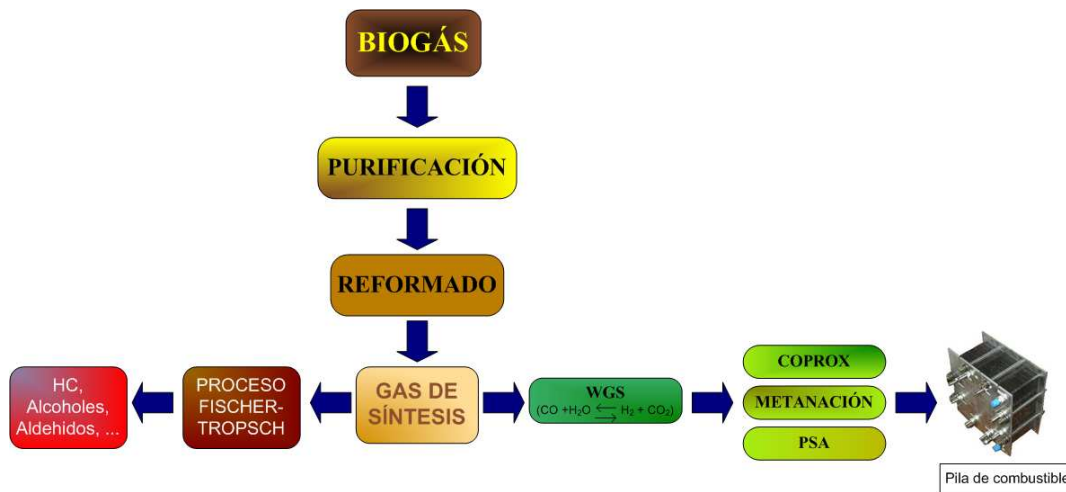 BIOGÁS
PURIFICACIÓN
REFORMADO
HC,
Alcoholes,
Aldehidos, ...
PROCESO
FISCHER-
TROPSCH
GAS DE
SÍNTESIS
WGS
(CO +H₂O ⇄ H₂ + CO₂)
COPROX
METANACIÓN
PSA
Pila de combustible